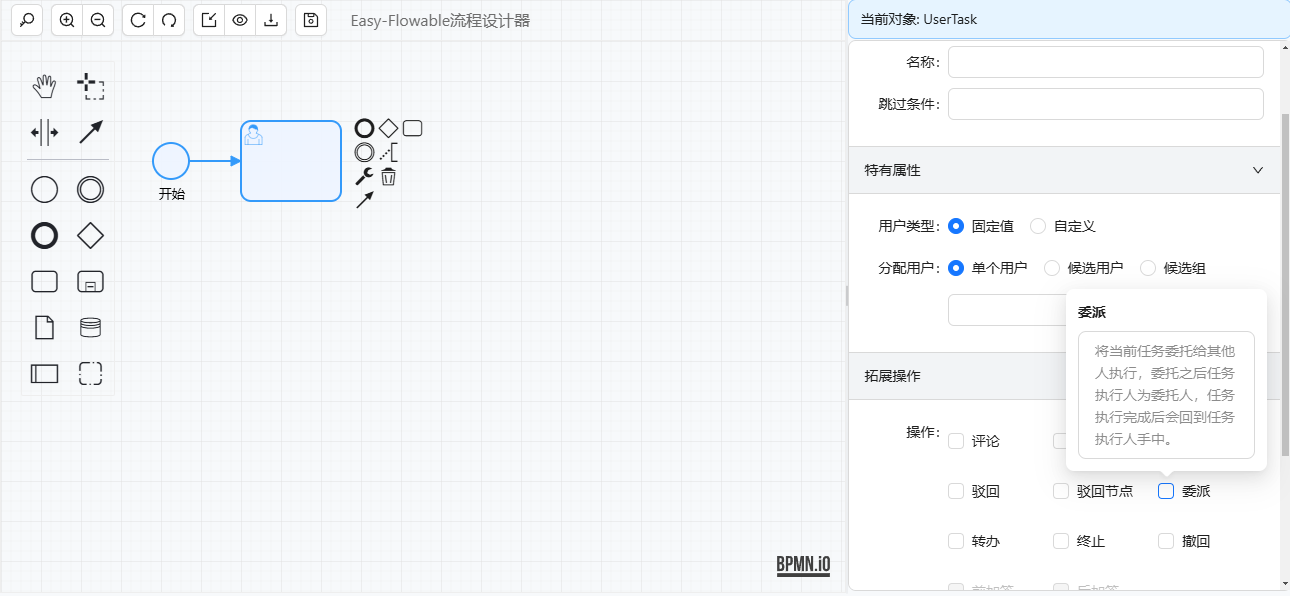 Easy-Flowable流程设计器
当前对象: UserTask
名称:
跳过条件:
特有属性
用户类型: 固定值 自定义
分配用户: 单个用户 候选用户 候选组
委派
将当前任务委托给其他
人执行，委托之后任务
执行人为委托人，任务
执行完成后会回到任务
执行人手中。
拓展操作
操作: 评论
驳回 驳回节点 委派
转办 终止 撤回
前加签 后加签
开始
BPMN.iO